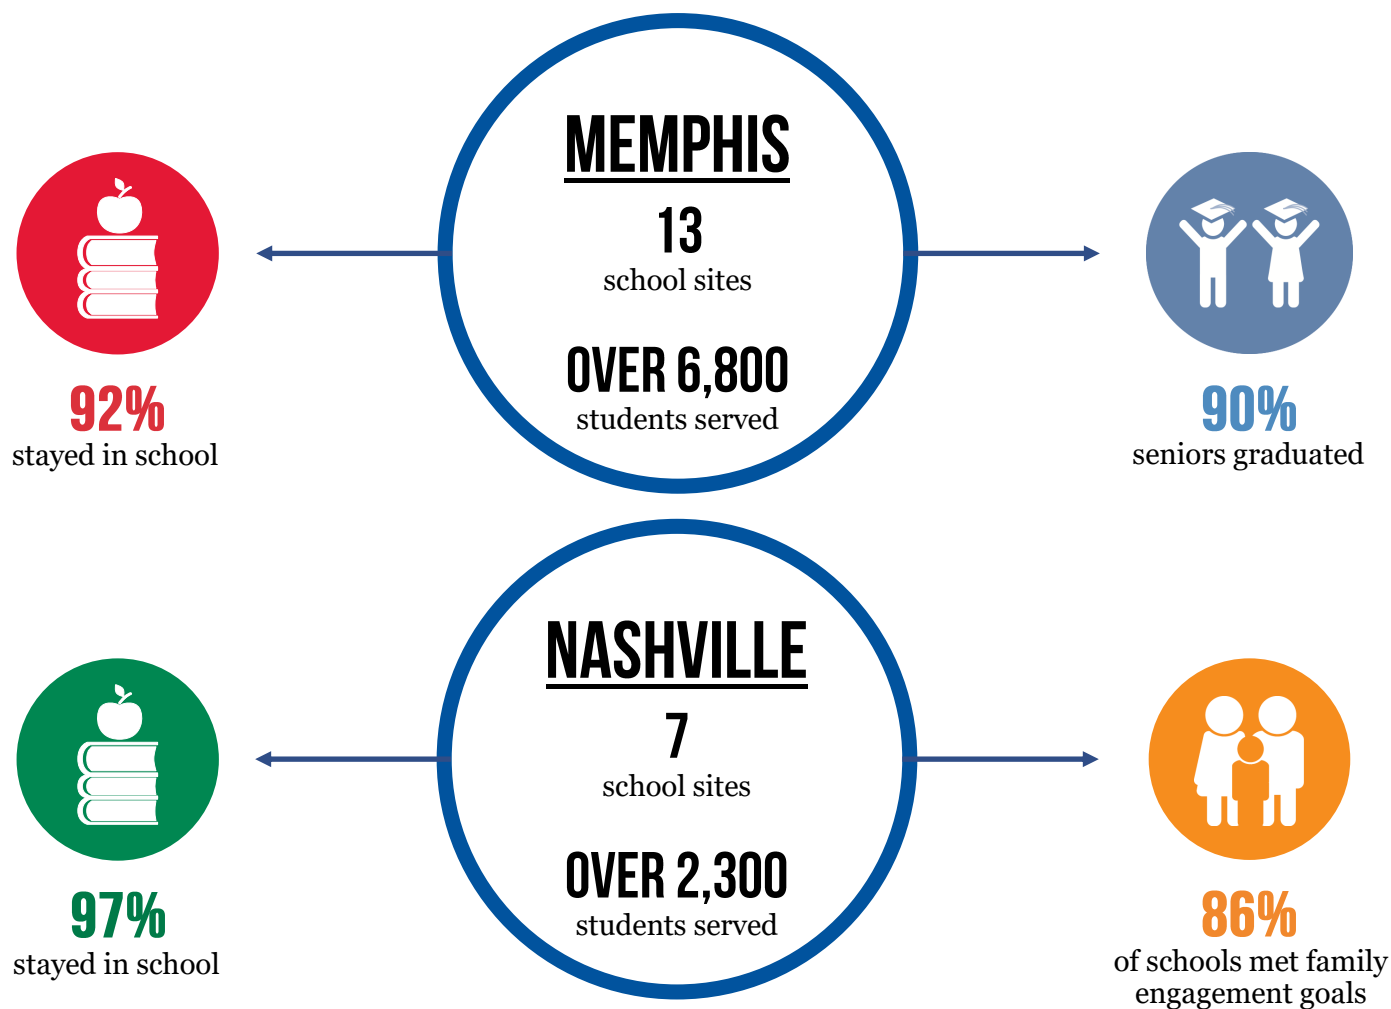 MEMPHIS
13
school sites
OVER 6,800
students served
92%
stayed in school
90%
seniors graduated
NASHVILLE
7
school sites
OVER 2,300
students served
97%
stayed in school
86%
of schools met family
engagement goals